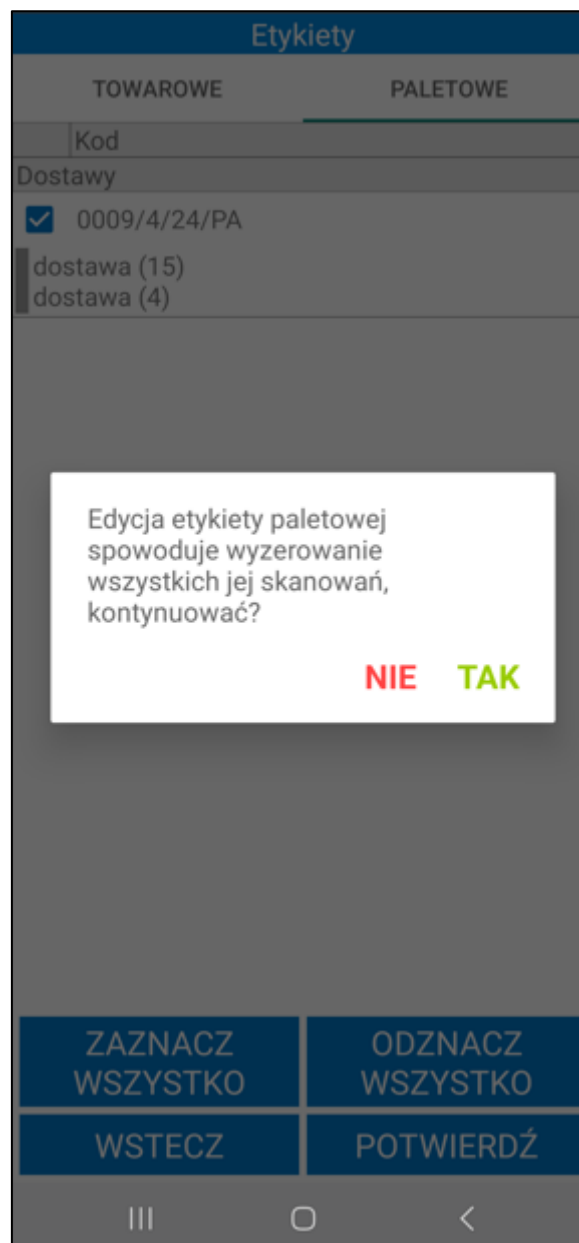 Etykiety
TOWAROWE
PALETOWE
Kod
Dostawy
0009/4/24/PA
dostawa (15)
dostawa (4)
Edycja etykiety paletowej
spowoduje wyzerowanie
wszystkich jej skanowań,
kontynuować?
NIE
TAK
ZAZNACZ
WSZYSTKO
ODZNACZ
WSZYSTKO
WSTECZ
POTWIERDŹ